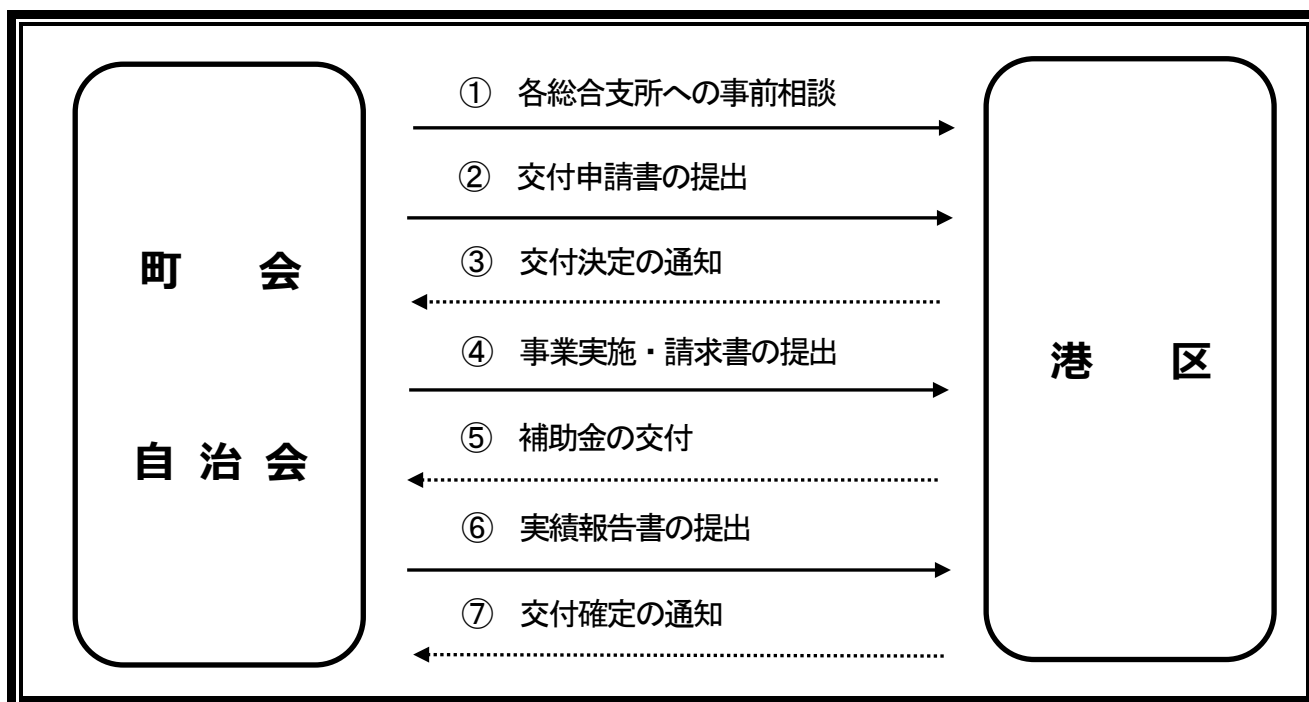 ① 各総合支所への事前相談
② 交付申請書の提出
③ 交付決定の通知
町 会
④ 事業実施・請求書の提出
港 区
⑤ 補助金の交付
自 治 会
⑥ 実績報告書の提出
⑦ 交付確定の通知